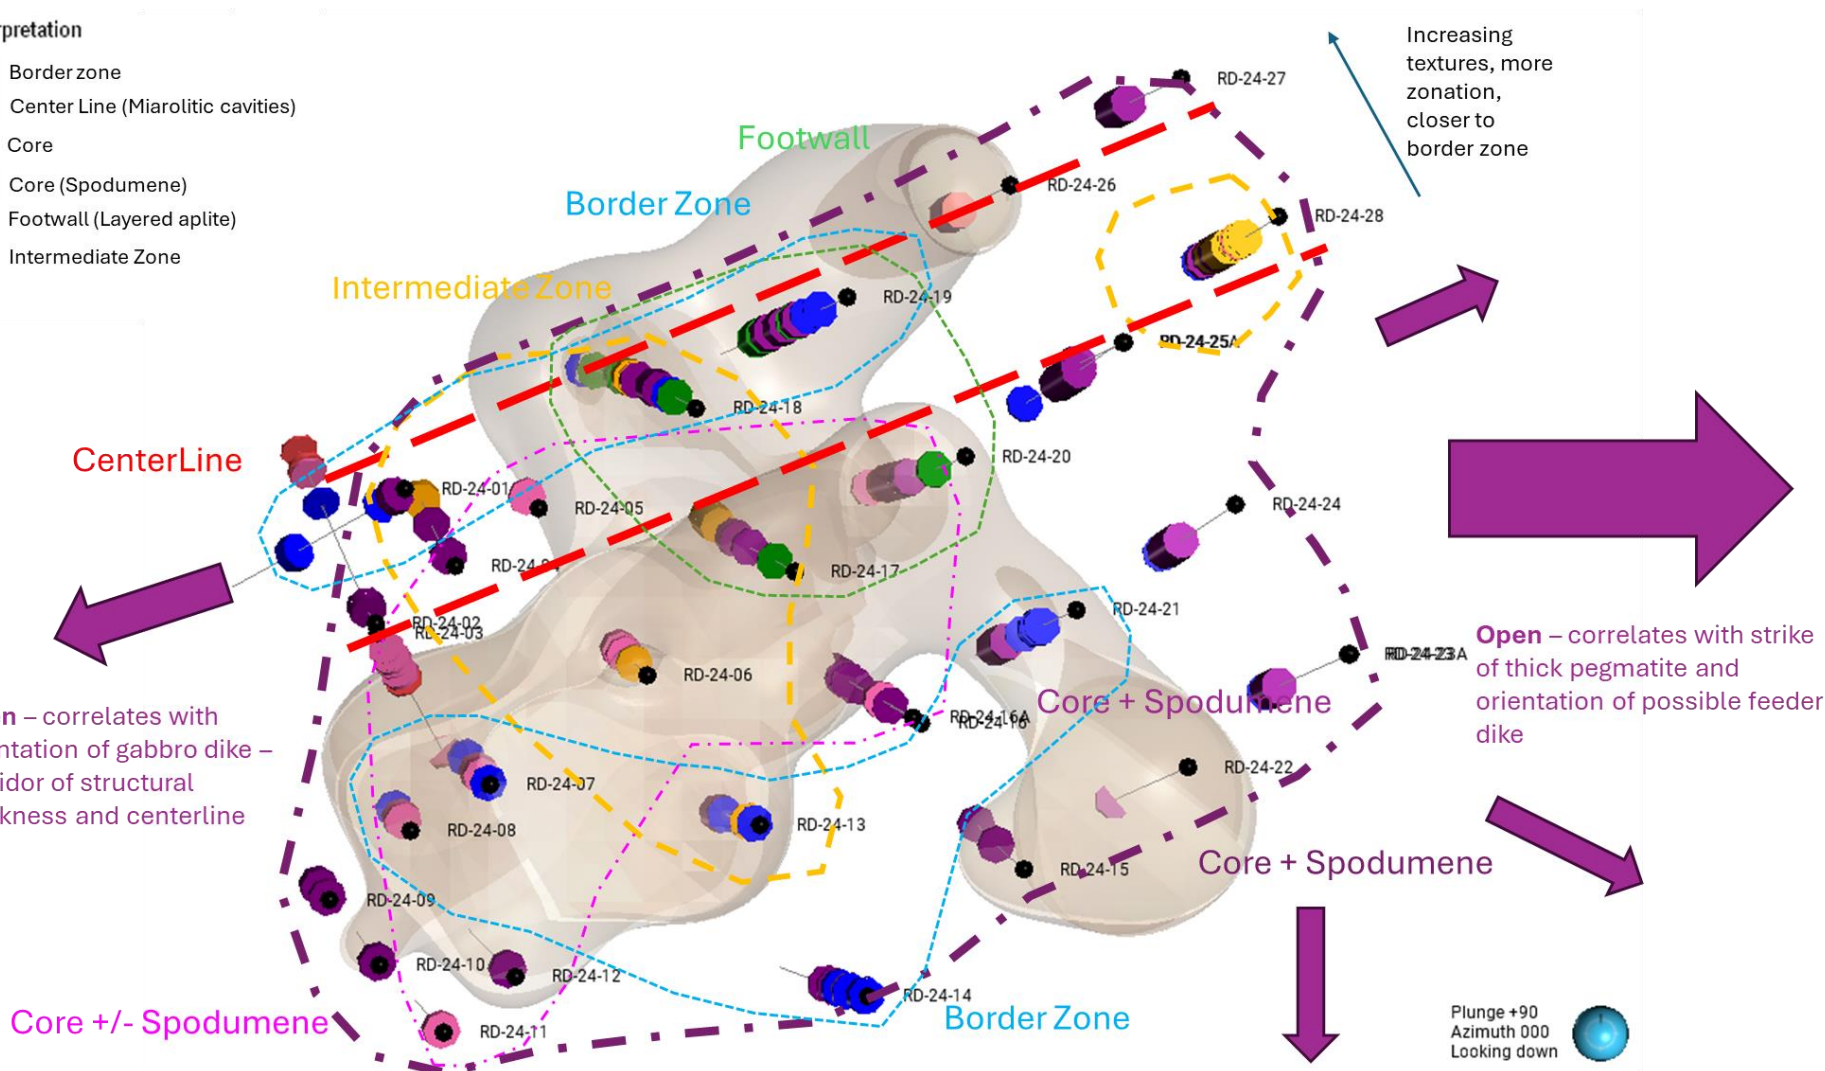 pretation
Border zone
Center Line (Miarolitic cavities)
Core
Core (Spodumene)
Footwall (Layered aplite)
Intermediate Zone
Increasing
textures, more
zonation,
closer to
border zone
RD-24-27
Footwall
RD-24-26
Border Zone
RD-24-28
Intermediate Zone
RD-24-19
RD-24-25A
RD-24-18
CenterLine
RD-24-20
RD-24-01
RD-24-05
RD-24-24
RD-24-17
RD-24-02
RD-24-03
RD-24-21
Open – correlates with strike
of thick pegmatite and
orientation of possible feeder
dike
RD-24-23A
RD-24-06
Core + Spodumene
RD-24-16A
n – correlates with
ntation of gabbro dike –
idor of structural
kness and centerline
RD-24-22
RD-24-07
RD-24-13
RD-24-08
Core + Spodumene
RD-24-15
RD-24-09
RD-24-10
RD-24-12
RD-24-14
Border Zone
Core +/- Spodumene
RD-24-11
Plunge +90
Azimuth 000
Looking down